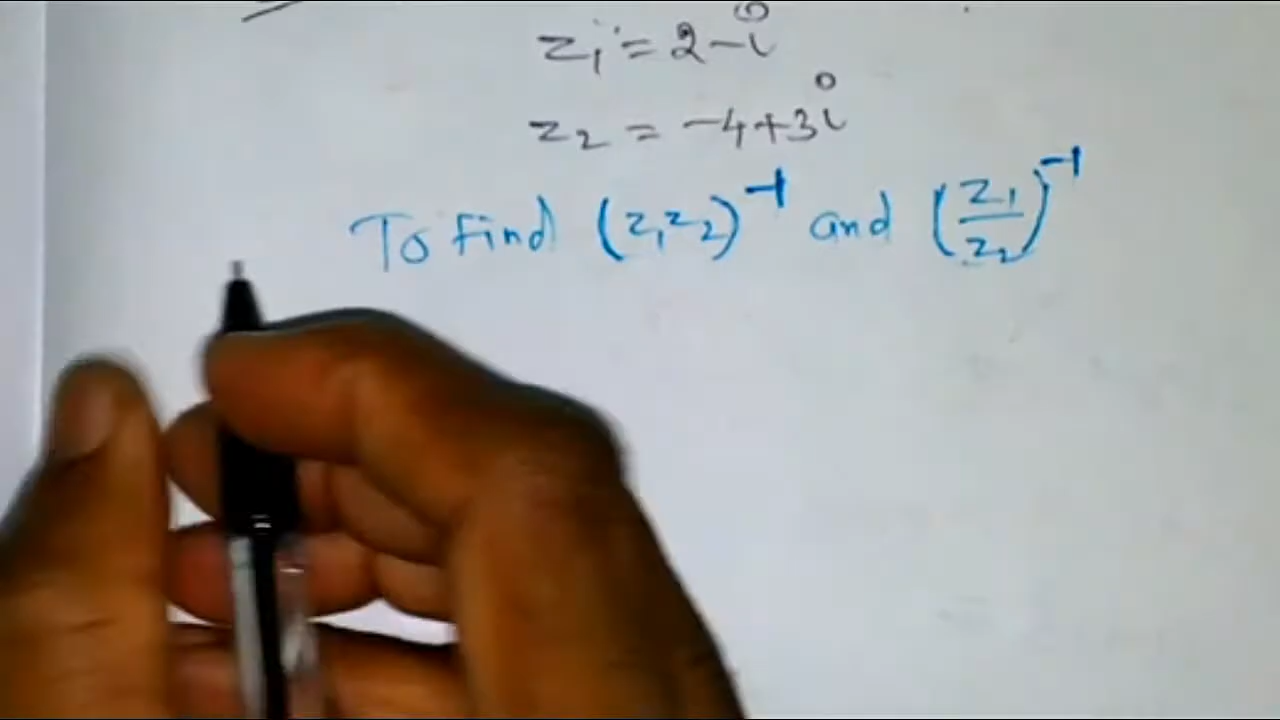 z₁ = 2-i
z₂ = -4+3i
To find (z₁z₂)⁻¹ and (z₁/z₂)⁻¹